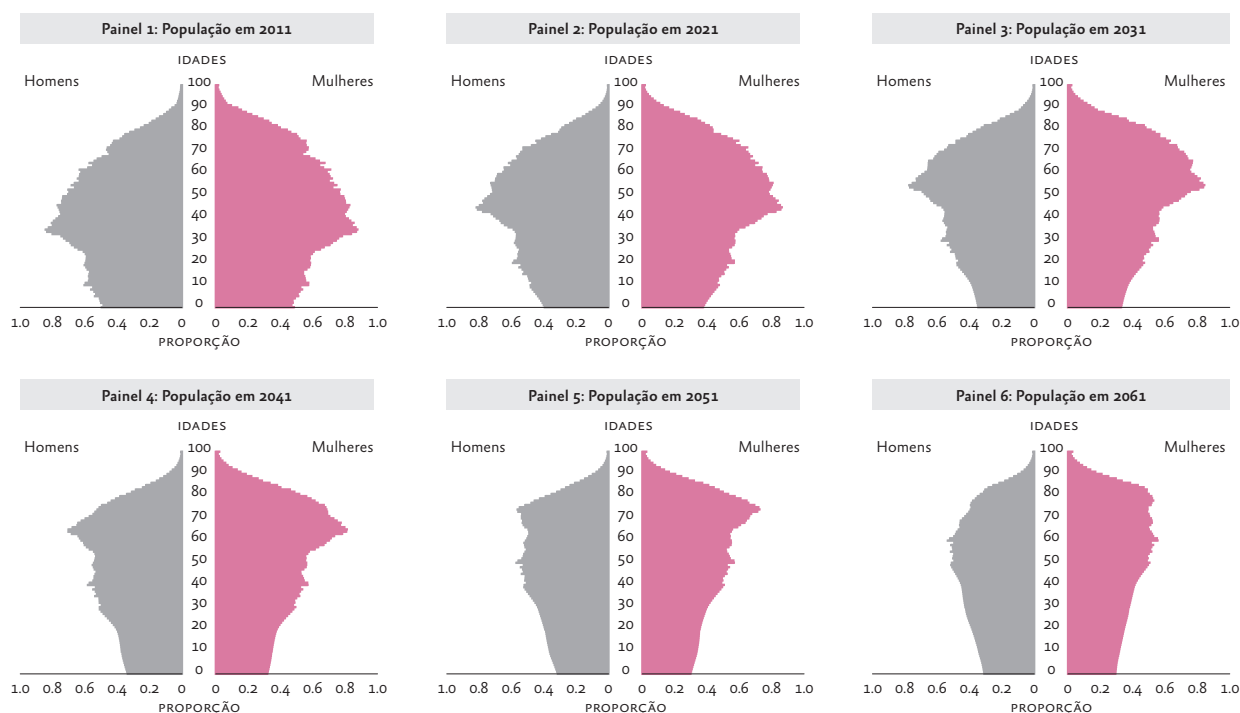 Painel 1: População em 2011
IDADES
Homens
Mulheres
100
90
80
70
60
50
40
30
20
10
0
1.0 0.8 0.6 0.4 0.2 0 0 0.2 0.4 0.6 0.8 1.0
PROPORÇÃO
Painel 2: População em 2021
IDADES
Homens
Mulheres
100
90
80
70
60
50
40
30
20
10
0
1.0 0.8 0.6 0.4 0.2 0 0 0.2 0.4 0.6 0.8 1.0
PROPORÇÃO
Painel 3: População em 2031
IDADES
Homens
Mulheres
100
90
80
70
60
50
40
30
20
10
0
1.0 0.8 0.6 0.4 0.2 0 0 0.2 0.4 0.6 0.8 1.0
PROPORÇÃO
Painel 4: População em 2041
IDADES
Homens
Mulheres
100
90
80
70
60
50
40
30
20
10
0
1.0 0.8 0.6 0.4 0.2 0 0 0.2 0.4 0.6 0.8 1.0
PROPORÇÃO
Painel 5: População em 2051
IDADES
Homens
Mulheres
100
90
80
70
60
50
40
30
20
10
0
1.0 0.8 0.6 0.4 0.2 0 0 0.2 0.4 0.6 0.8 1.0
PROPORÇÃO
Painel 6: População em 2061
IDADES
Homens
Mulheres
100
90
80
70
60
50
40
30
20
10
0
1.0 0.8 0.6 0.4 0.2 0 0 0.2 0.4 0.6 0.8 1.0
PROPORÇÃO